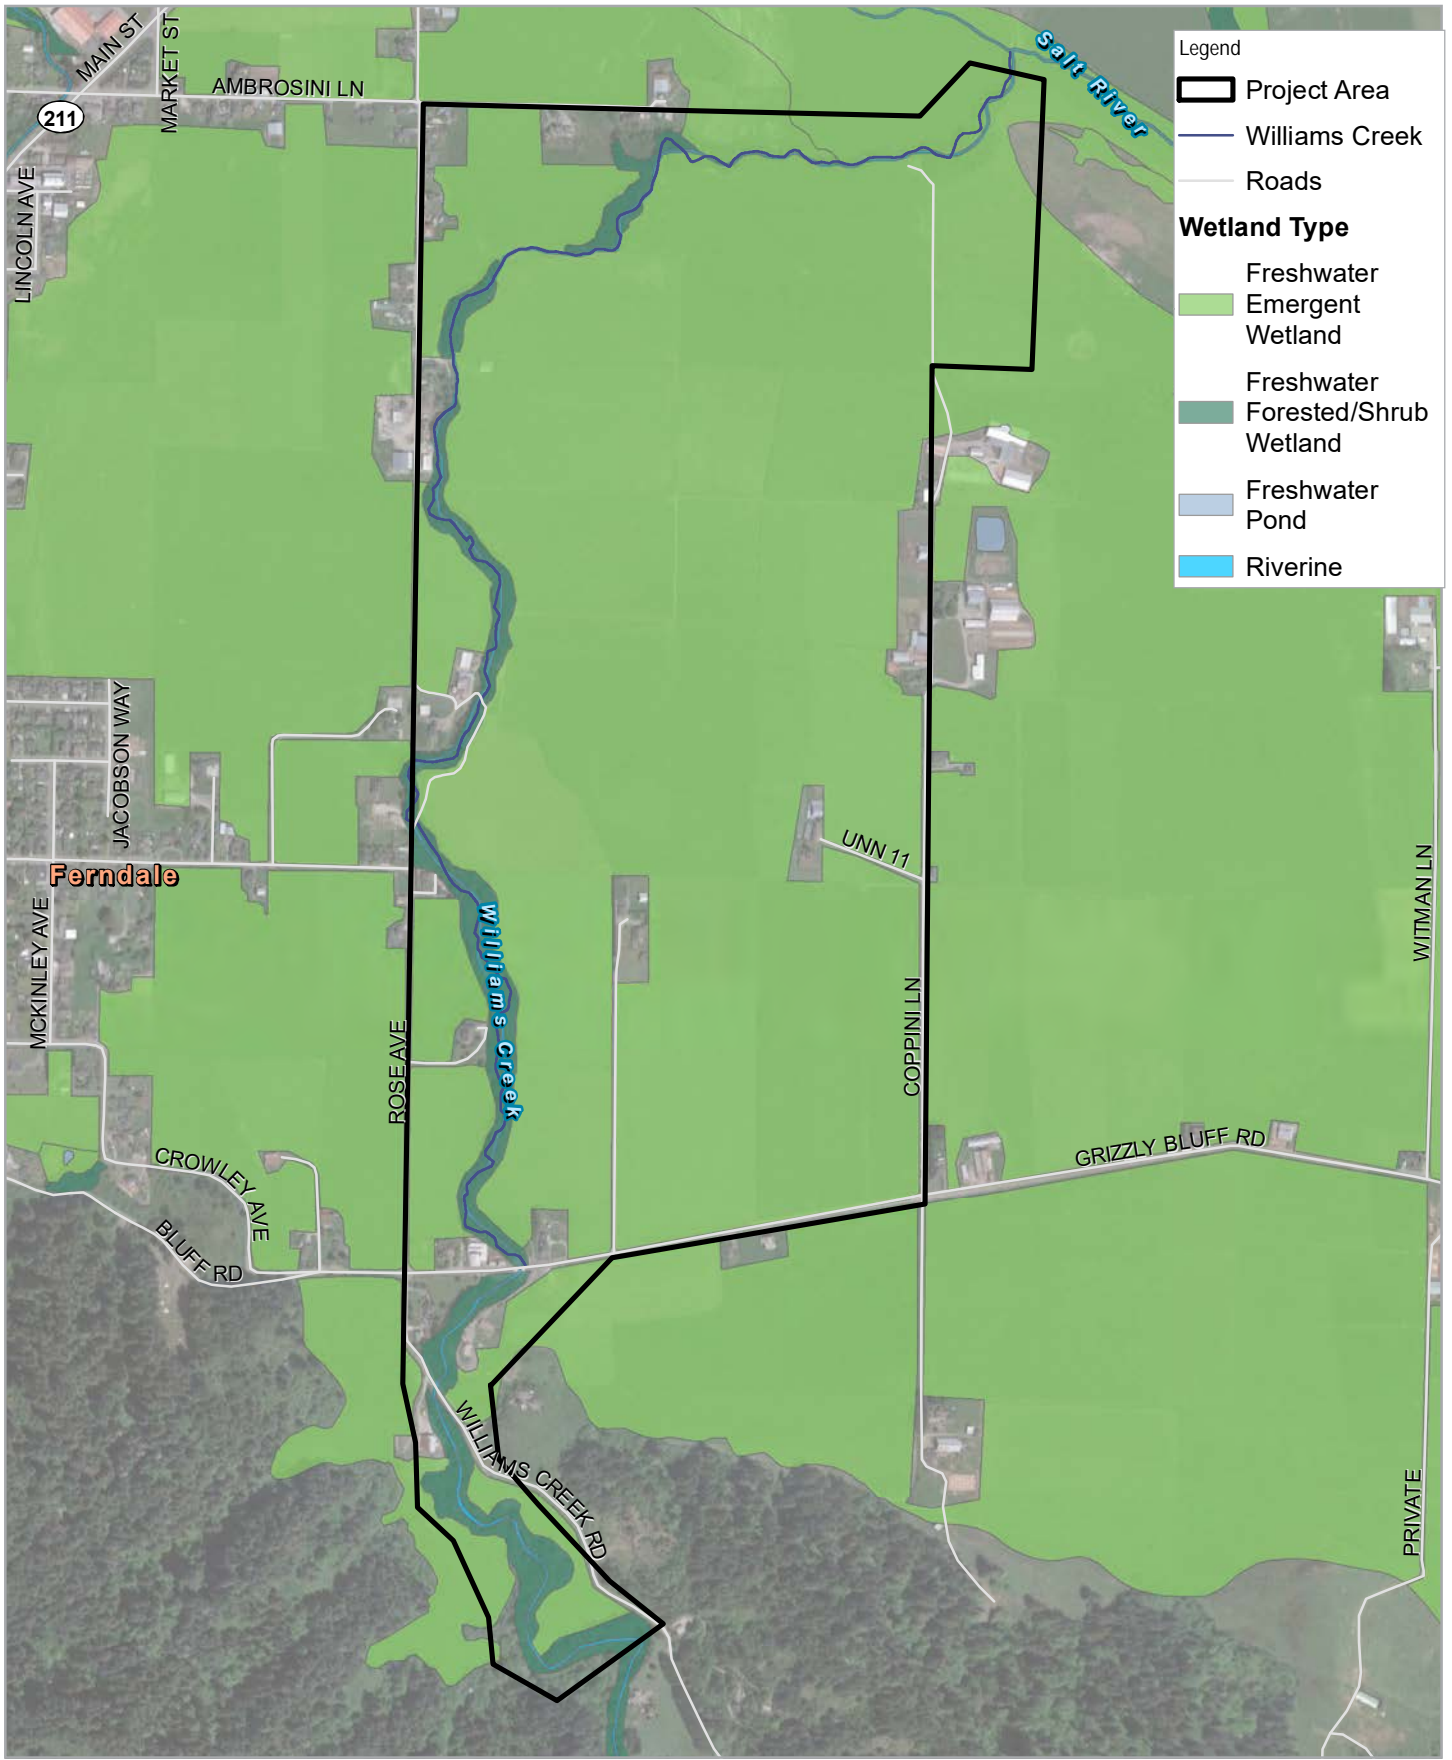 MAIN ST
MARKET ST
AMBROSINI LN
211
LINCOLN AVE
Salt River
Legend
Project Area
Williams Creek
Roads
Wetland Type
Freshwater
Emergent
Wetland
Freshwater
Forested/Shrub
Wetland
Freshwater
Pond
Riverine
JACOBSON WAY
Ferndale
MCKINLEY AVE
ROSE AVE
Williams Creek
UNN 11
COPPINI LN
WITMAN LN
GRIZZLY BLUFF RD
CROWLEY AVE
BLUFF RD
WILLIAMS CREEK RD
PRIVATE